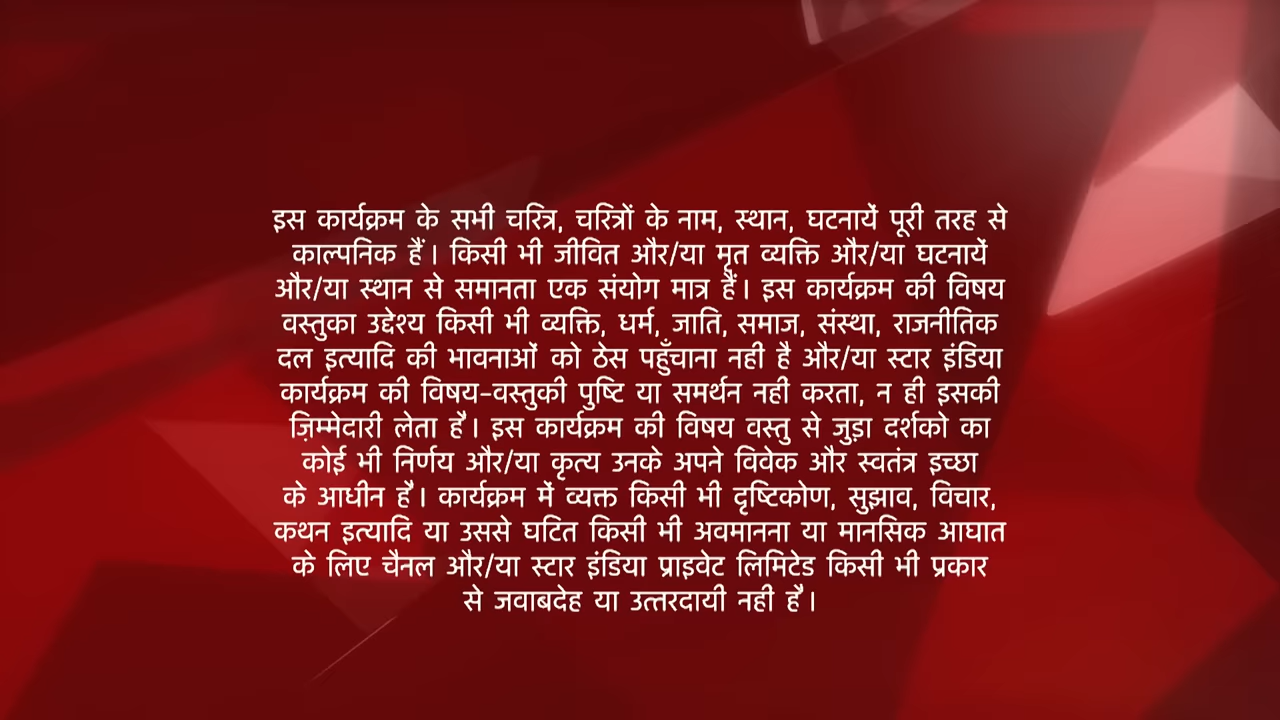 इस कार्यक्रम के सभी चरित्र, चरित्रों के नाम, स्थान, घटनायें पूरी तरह से
काल्पनिक हैं। किसी भी जीवित और/या मृत व्यक्ति और/या घटनायें
और/या स्थान से समानता एक संयोग मात्र हैं। इस कार्यक्रम की विषय
वस्तुका उद्देश्य किसी भी व्यक्ति, धर्म, जाति, समाज, संस्था, राजनीतिक
दल इत्यादि की भावनाओं को ठेस पहुँचाना नही है और/या स्टार इंडिया
कार्यक्रम की विषय-वस्तुकी पुष्टि या समर्थन नही करता, न ही इसकी
ज़िम्मेदारी लेता हैं। इस कार्यक्रम की विषय वस्तु से जुड़ा दर्शको का
कोई भी निर्णय और/या कृत्य उनके अपने विवेक और स्वतंत्र इच्छा
के आधीन हैं। कार्यक्रम में व्यक्त किसी भी दृष्टिकोण, सुझाव, विचार,
कथन इत्यादि या उससे घटित किसी भी अवमानना या मानसिक आघात
के लिए चैनल और/या स्टार इंडिया प्राइवेट लिमिटेड किसी भी प्रकार
से जवाबदेह या उत्तरदायी नही हैं।